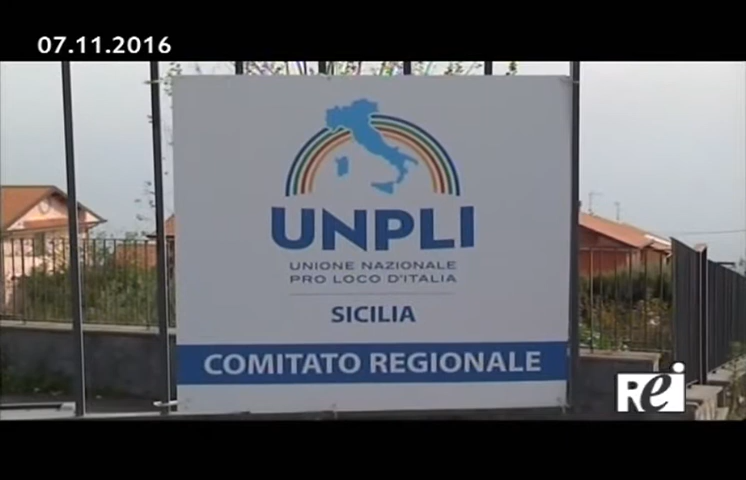 07.11.2016
UNPLI
UNIONE NAZIONALE
PRO LOCO D'ITALIA
SICILIA
COMITATO REGIONALE
Rei